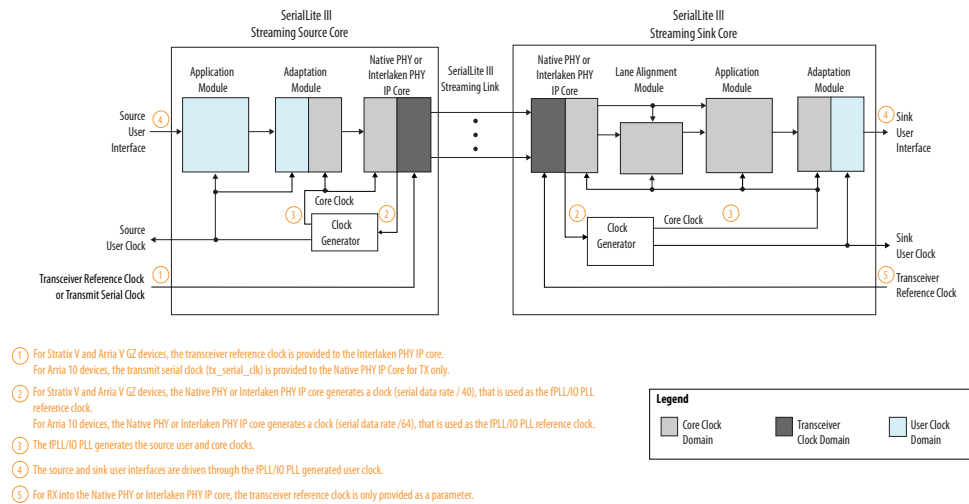 SerialLite III
Streaming Source Core
SerialLite III
Streaming Sink Core
Application
Module
Adaptation
Module
Native PHY or
Interlaken PHY
IP Core
SerialLite III
Streaming Link
Native PHY or
Interlaken PHY
IP Core
Lane Alignment
Module
Application
Module
Adaptation
Module
Source
User
Interface
4
4
Sink
User
Interface
Core Clock
3
2
Clock
Generator
2
Clock
Generator
Core Clock
3
Source
User Clock
Sink
User Clock
Transceiver Reference Clock
or Transmit Serial Clock
1
5
Transceiver
Reference Clock
1 For Stratix V and Arria V GZ devices, the transceiver reference clock is provided to the Interlaken PHY IP core.
For Arria 10 devices, the transmit serial clock (tx_serial_clk) is provided to the Native PHY IP Core for TX only.
2 For Stratix V and Arria V GZ devices, the Native PHY or Interlaken PHY IP core generates a clock (serial data rate / 40), that is used as the fPLL/IO PLL
reference clock.
For Arria 10 devices, the Native PHY or Interlaken PHY IP core generates a clock (serial data rate /64), that is used as the fPLL/IO PLL reference clock.
3 The fPLL/IO PLL generates the source user and core clocks.
4 The source and sink user interfaces are driven through the fPLL/IO PLL generated user clock.
5 For RX into the Native PHY or Interlaken PHY IP core, the transceiver reference clock is only provided as a parameter.
Legend
Core Clock
Domain
Transceiver
Clock Domain
User Clock
Domain